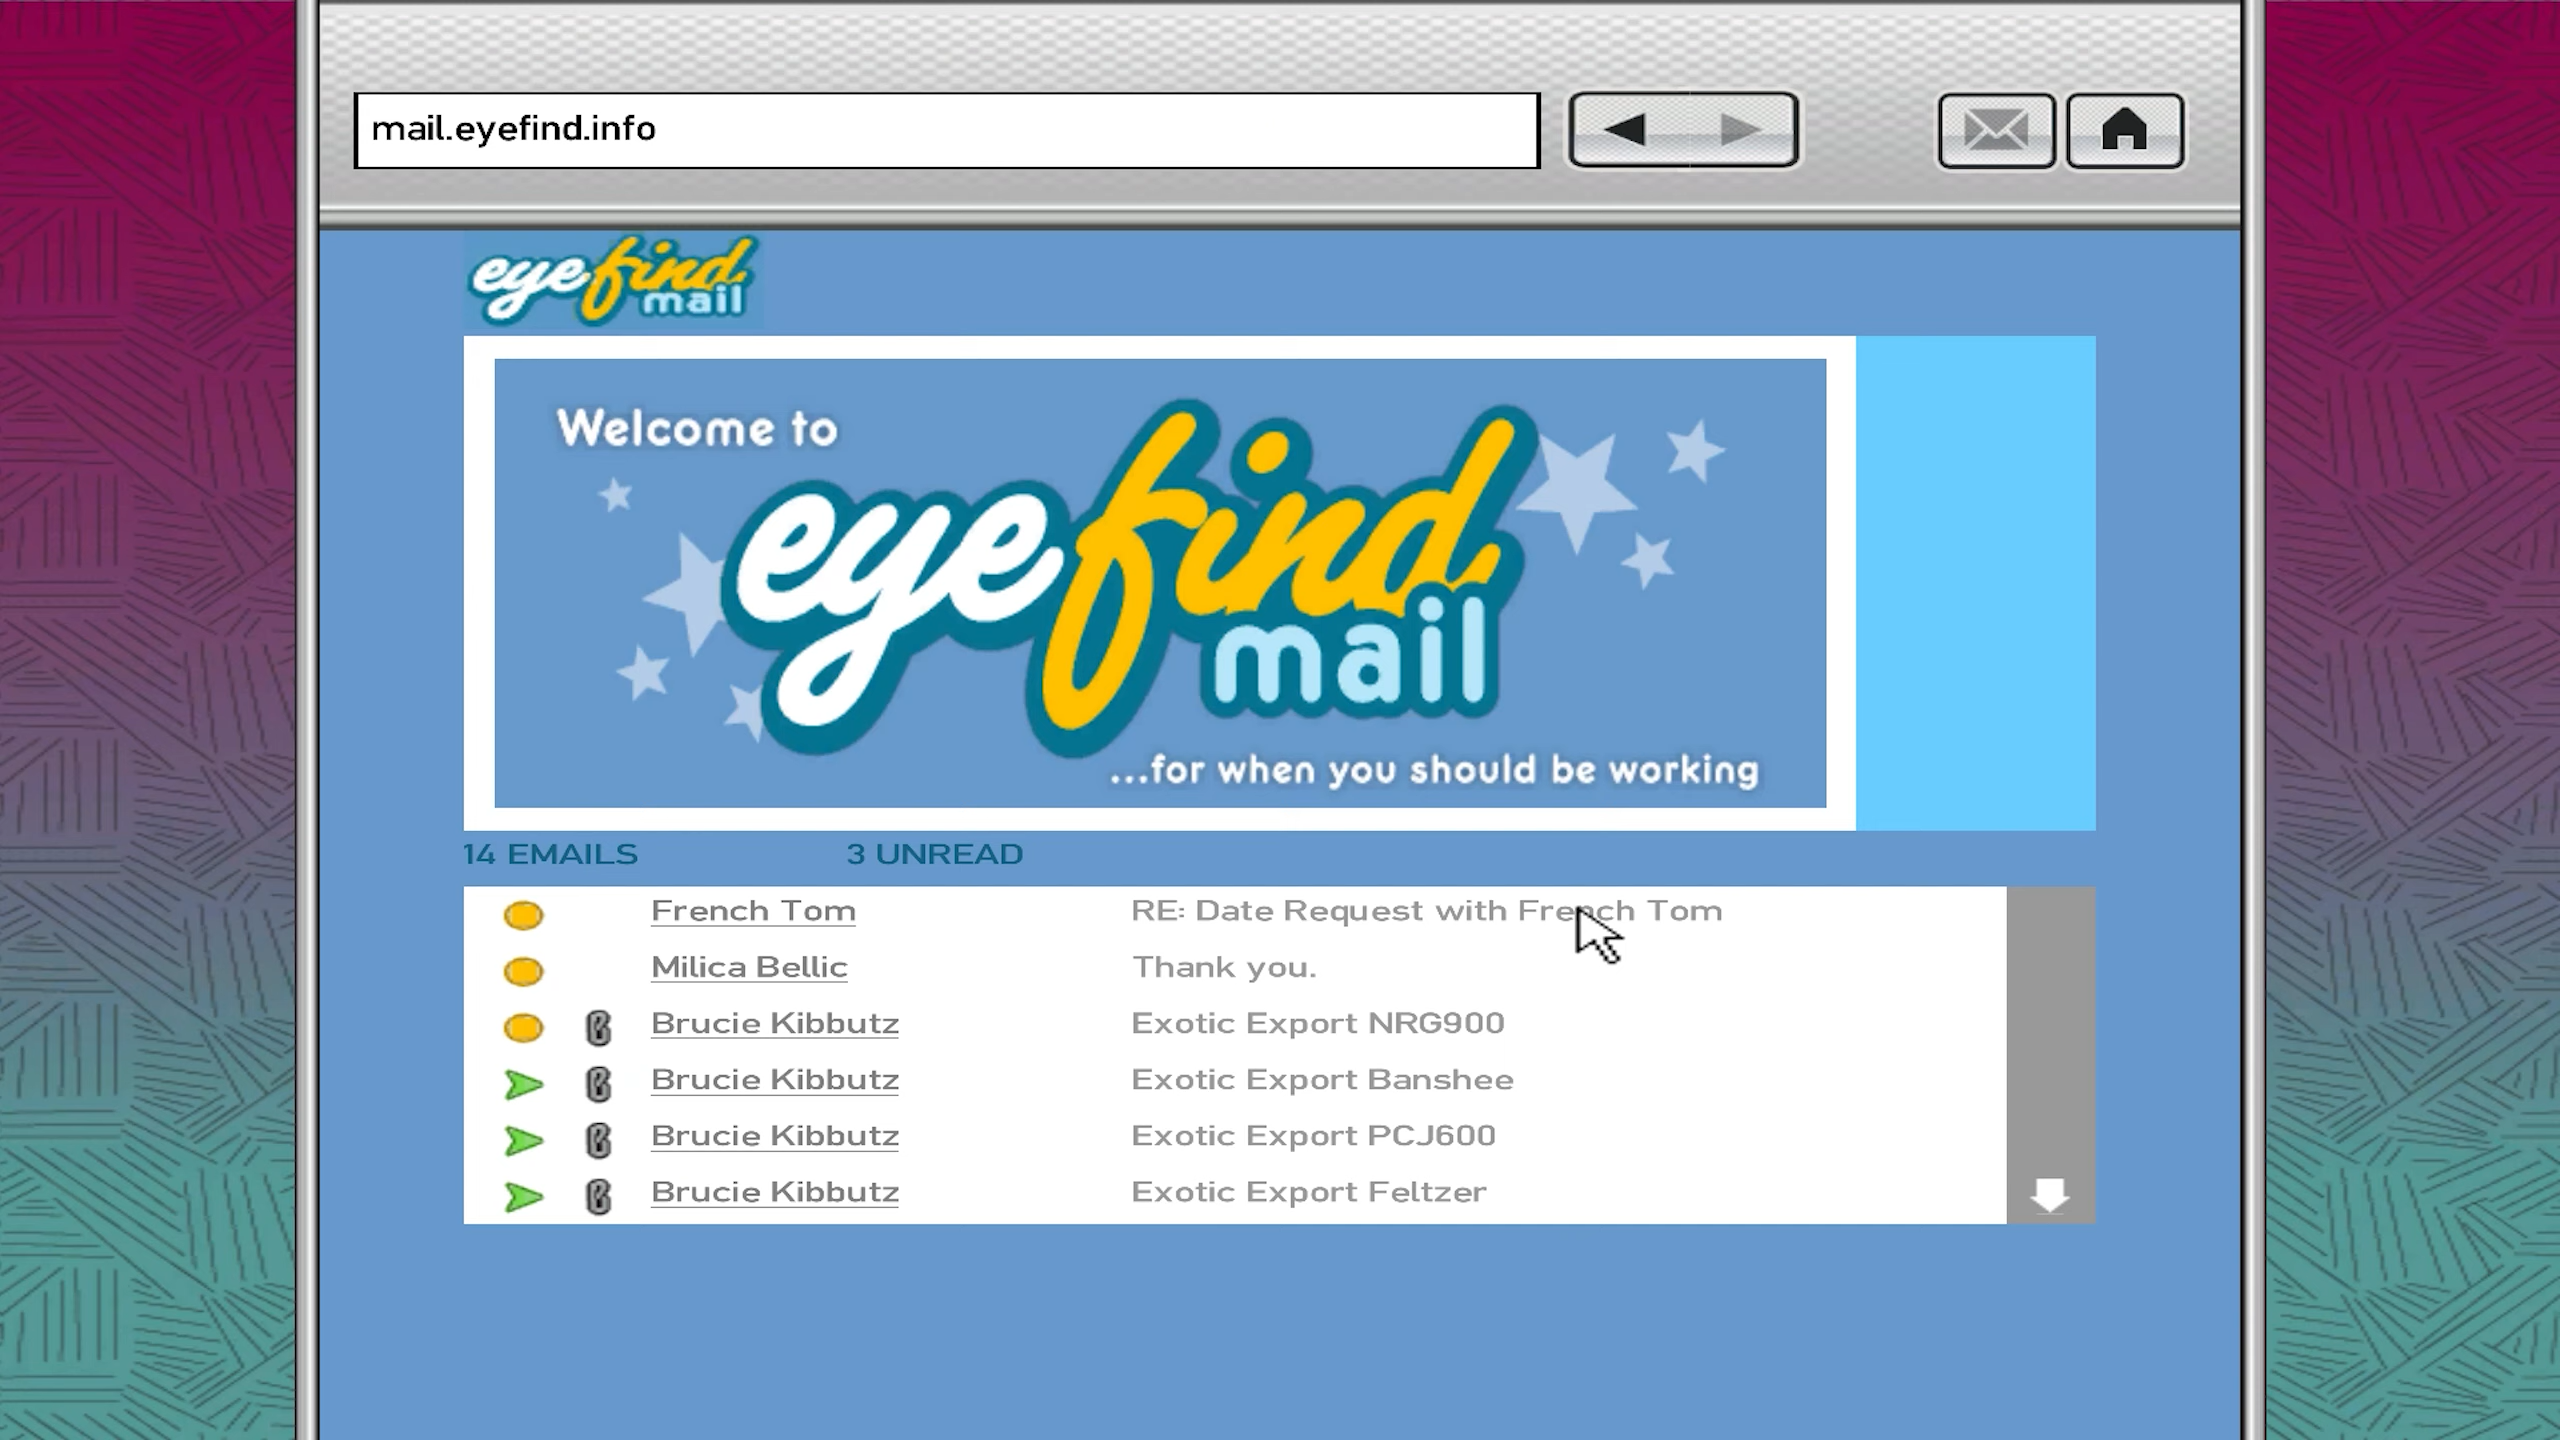 mail.eyefind.info
eyefind mail
Welcome to
eyefind
mail
...for when you should be working
14 EMAILS 3 UNREAD
French Tom RE: Date Request with French Tom
Milica Bellic Thank you.
Brucie Kibbutz Exotic Export NRG900
Brucie Kibbutz Exotic Export Banshee
Brucie Kibbutz Exotic Export PCJ600
Brucie Kibbutz Exotic Export Feltzer